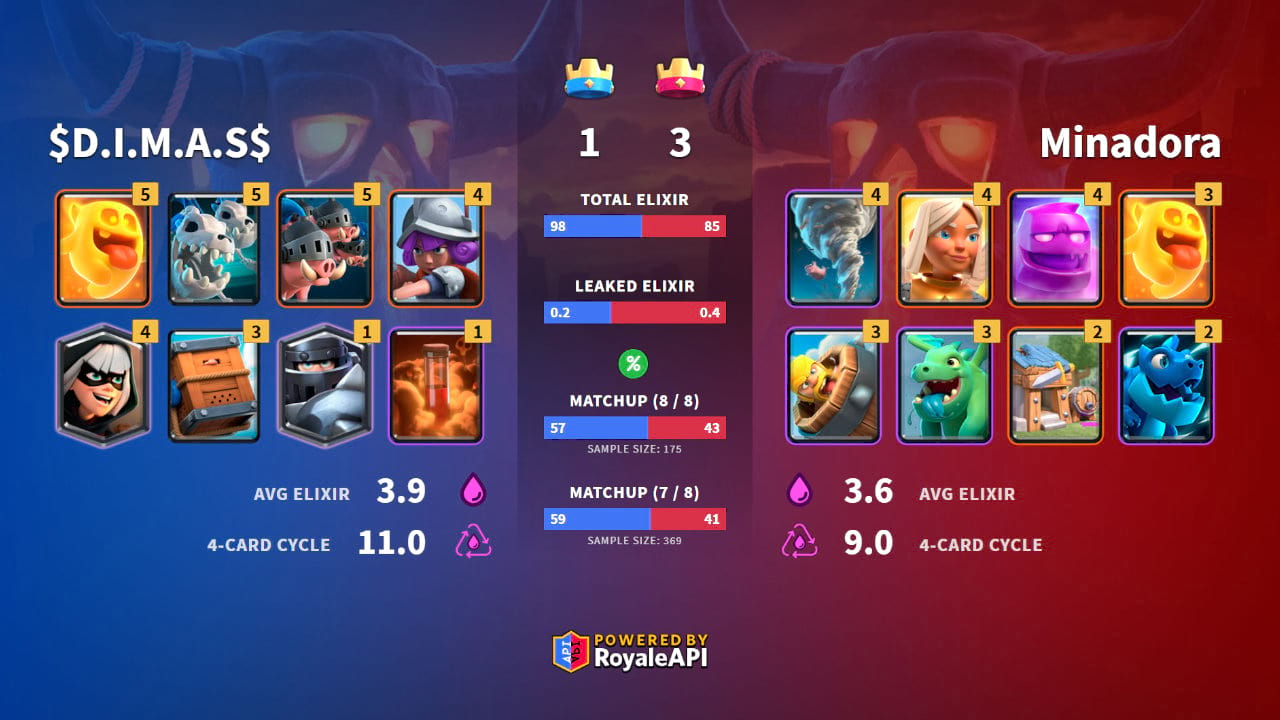 $D.I.M.A.S$
1 3
Minadora
5 5 5 4
4 3 1 1
4 4 4 3
3 3 2 2
TOTAL ELIXIR
98 85
LEAKED ELIXIR
0.2 0.4
%
MATCHUP (8 / 8)
57 43
SAMPLE SIZE: 175
MATCHUP (7 / 8)
59 41
SAMPLE SIZE: 369
AVG ELIXIR 3.9
4-CARD CYCLE 11.0
3.6 AVG ELIXIR
9.0 4-CARD CYCLE
API API
POWERED BY
RoyaleAPI